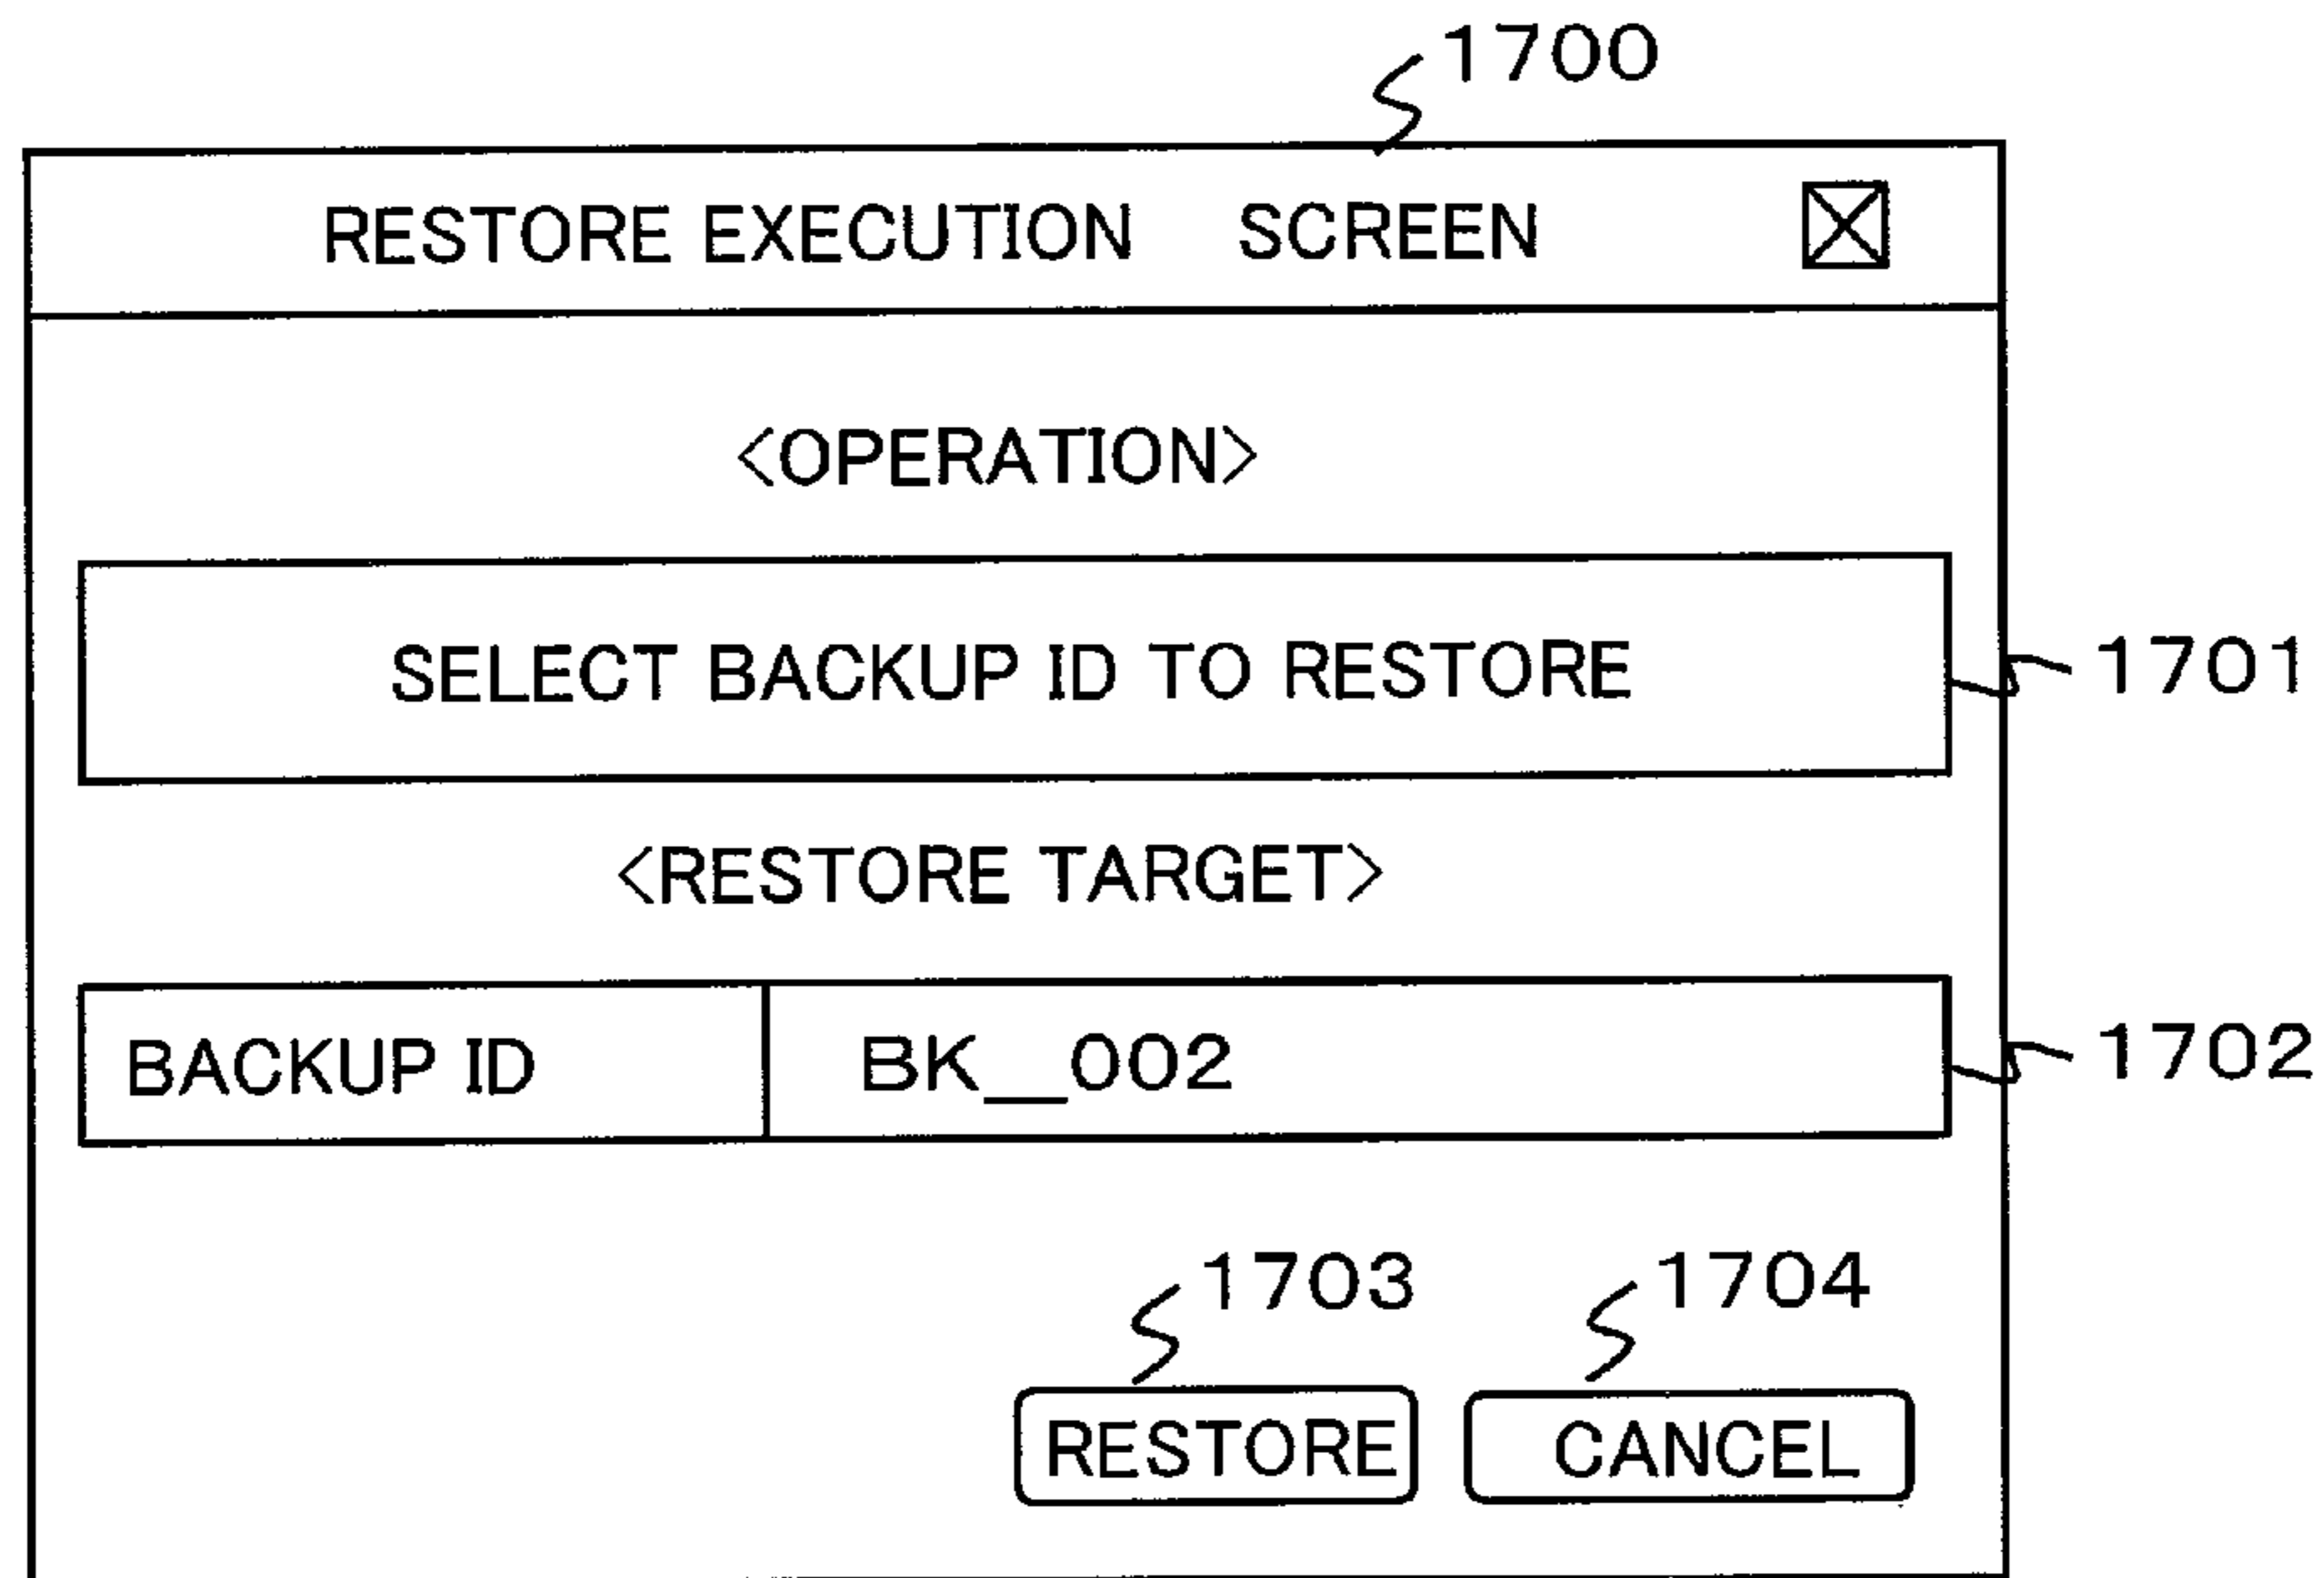 1700
RESTORE EXECUTION SCREEN
<OPERATION>
SELECT BACKUP ID TO RESTORE
1701
<RESTORE TARGET>
BACKUP ID BK__002
1702
1703 1704
RESTORE CANCEL